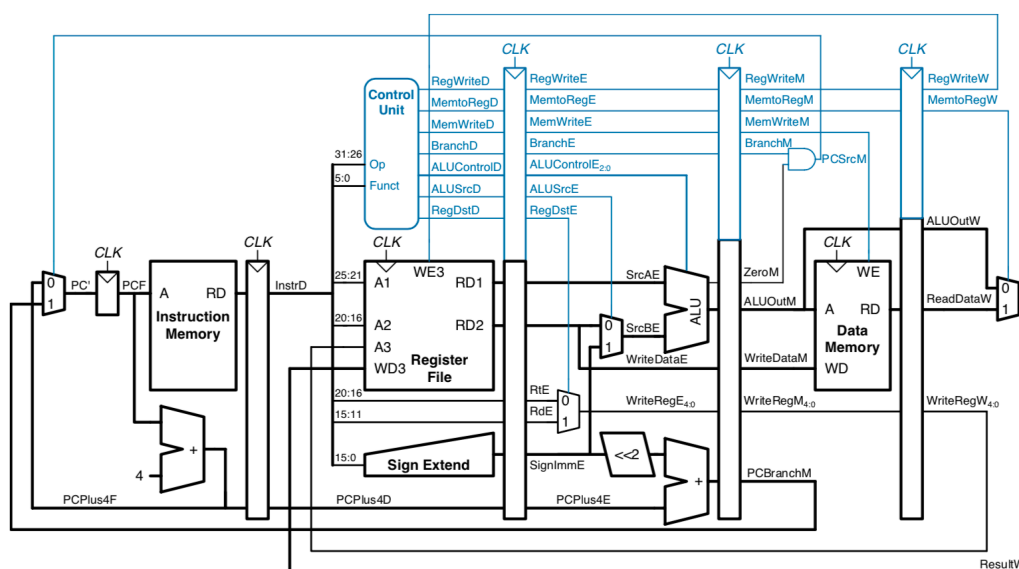 CLK
CLK
CLK
Control
Unit
RegWriteD
RegWriteE
RegWriteM
RegWriteW
MemtoRegD
MemtoRegE
MemtoRegM
MemtoRegW
MemWriteD
MemWriteE
MemWriteM
BranchD
BranchE
BranchM
PCSrcM
31:26
Op
ALUControlD
ALUControlE2:0
5:0
Funct
ALUSrcD
ALUSrcE
RegDstD
RegDstE
ALUOutW
CLK
CLK
CLK
CLK
0
1
PC'
PCF
A
RD
Instruction
Memory
InstrD
25:21
A1
WE3
RD1
SrcAE
ZeroM
WE
0
1
20:16
A2
RD2
0
1
SrcBE
ALU
ALUOutM
A
RD
ReadDataW
A3
Register
File
WD3
WriteDataE
WriteDataM
Data
Memory
WD
20:16
RtE
0
15:11
RdE
1
WriteRegE4:0
WriteRegM4:0
WriteRegW4:0
+
4
15:0
Sign Extend
SignImmE
<<2
+
PCBranchM
PCPlus4F
PCPlus4D
PCPlus4E
ResultW